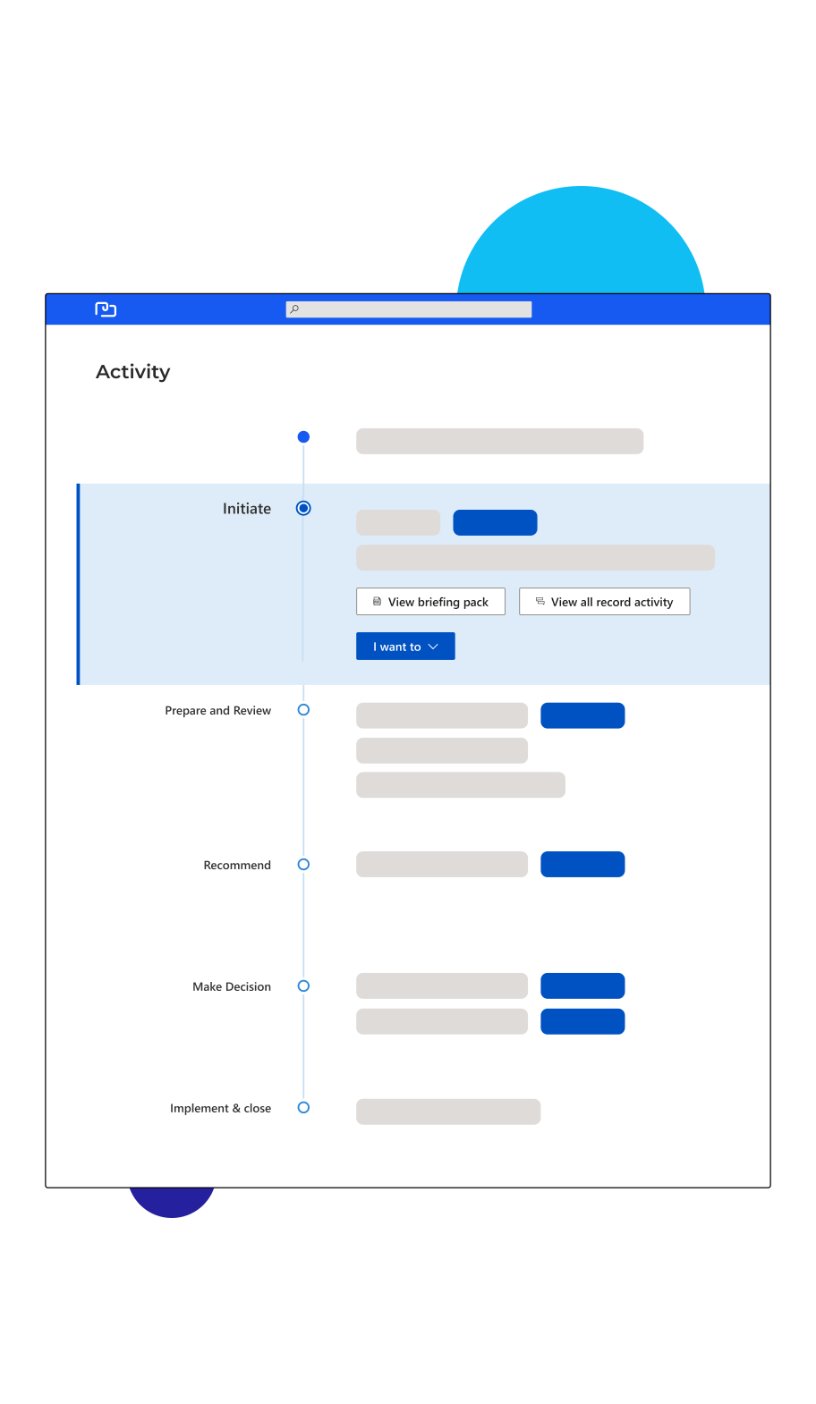 Activity
Initiate
View briefing pack
View all record activity
I want to
Prepare and Review
Recommend
Make Decision
Implement & close